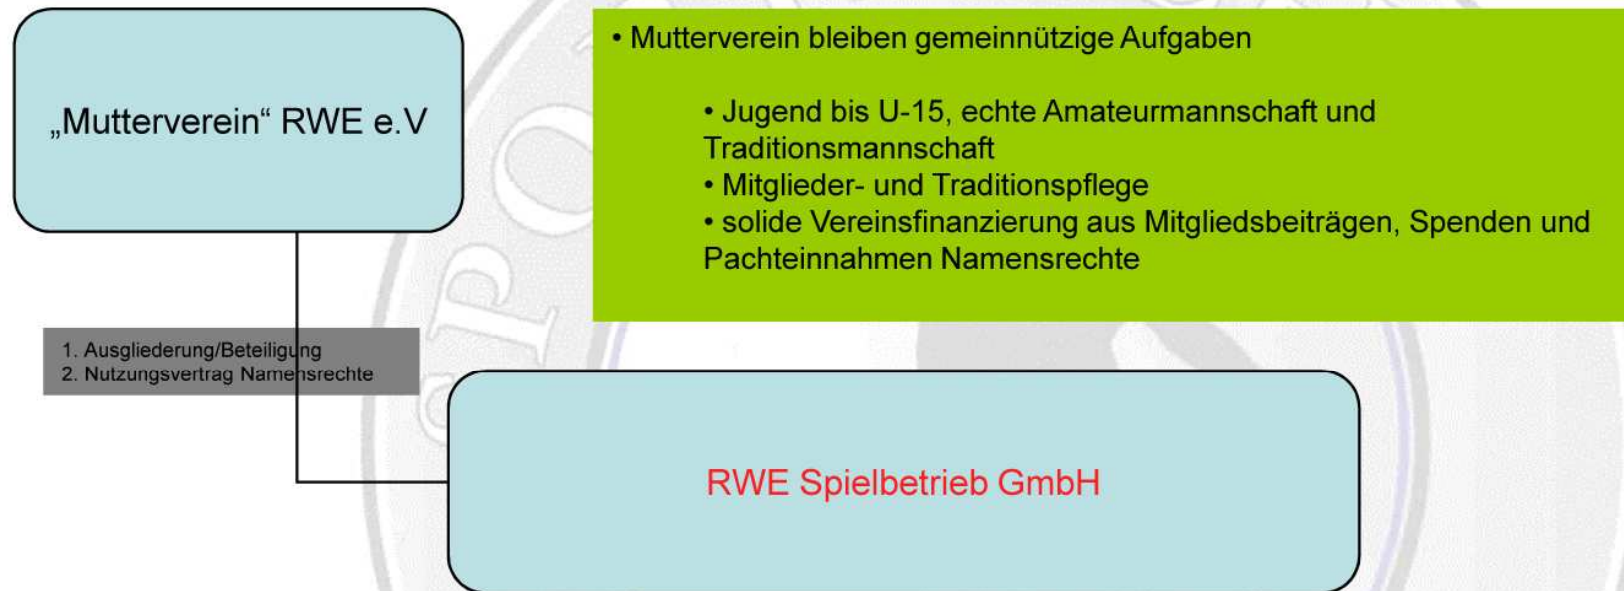 „Mutterverein“ RWE e.V
• Mutterverein bleiben gemeinnützige Aufgaben
• Jugend bis U-15, echte Amateurmannschaft und
Traditionsmannschaft
• Mitglieder- und Traditionspflege
• solide Vereinsfinanzierung aus Mitgliedsbeiträgen, Spenden und
Pachteinnahmen Namensrechte
1. Ausgliederung/Beteiligung
2. Nutzungsvertrag Namensrechte
RWE Spielbetrieb GmbH